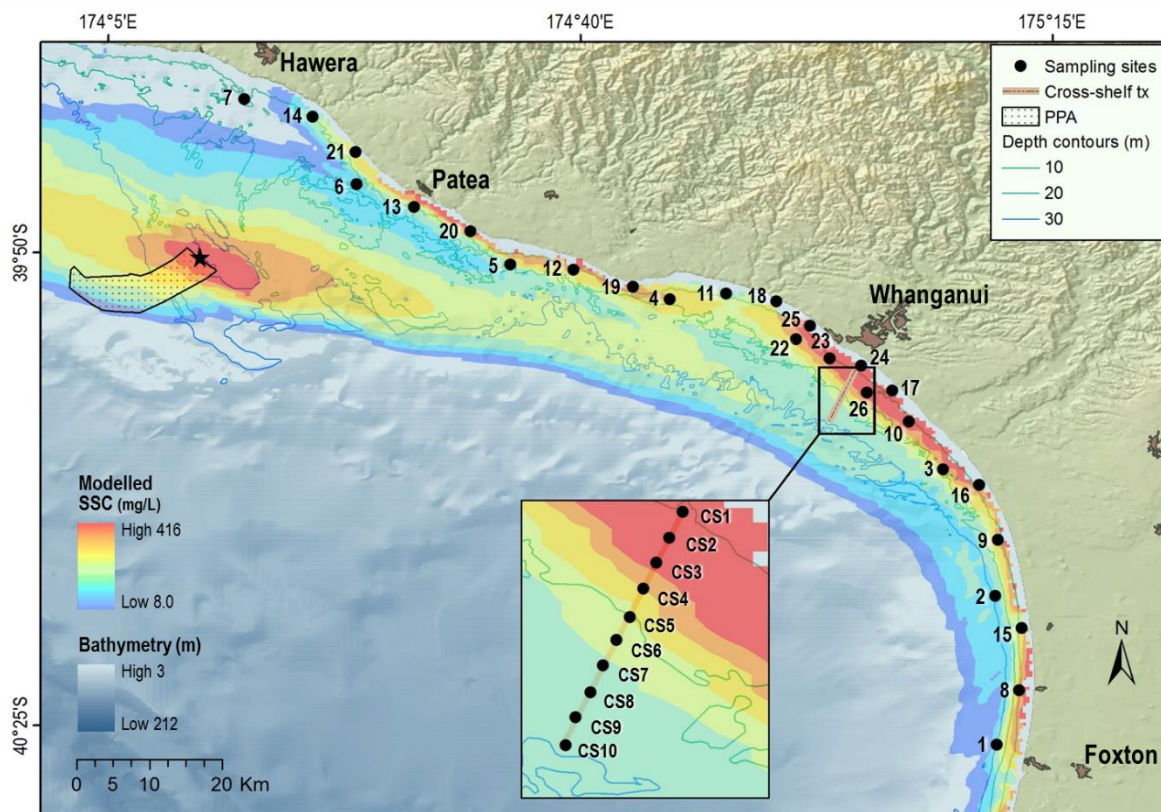 174°5'E
174°40'E
175°15'E
Hawera
Sampling sites
Cross-shelf tx
PPA
Depth contours (m)
10
20
30
7
14
21
6
Patea
13
20
39°50'S
5
12
19
4
11
18
Whanganui
25
22
23
24
17
26
10
3
16
Modelled
SSC (mg/L)
High 416
Low 8.0
CS1
CS2
CS3
CS4
CS5
CS6
CS7
CS8
CS9
CS10
9
2
15
N
Bathymetry (m)
High 3
Low 212
8
40°25'S
1
Foxton
0 5 10 20 Km